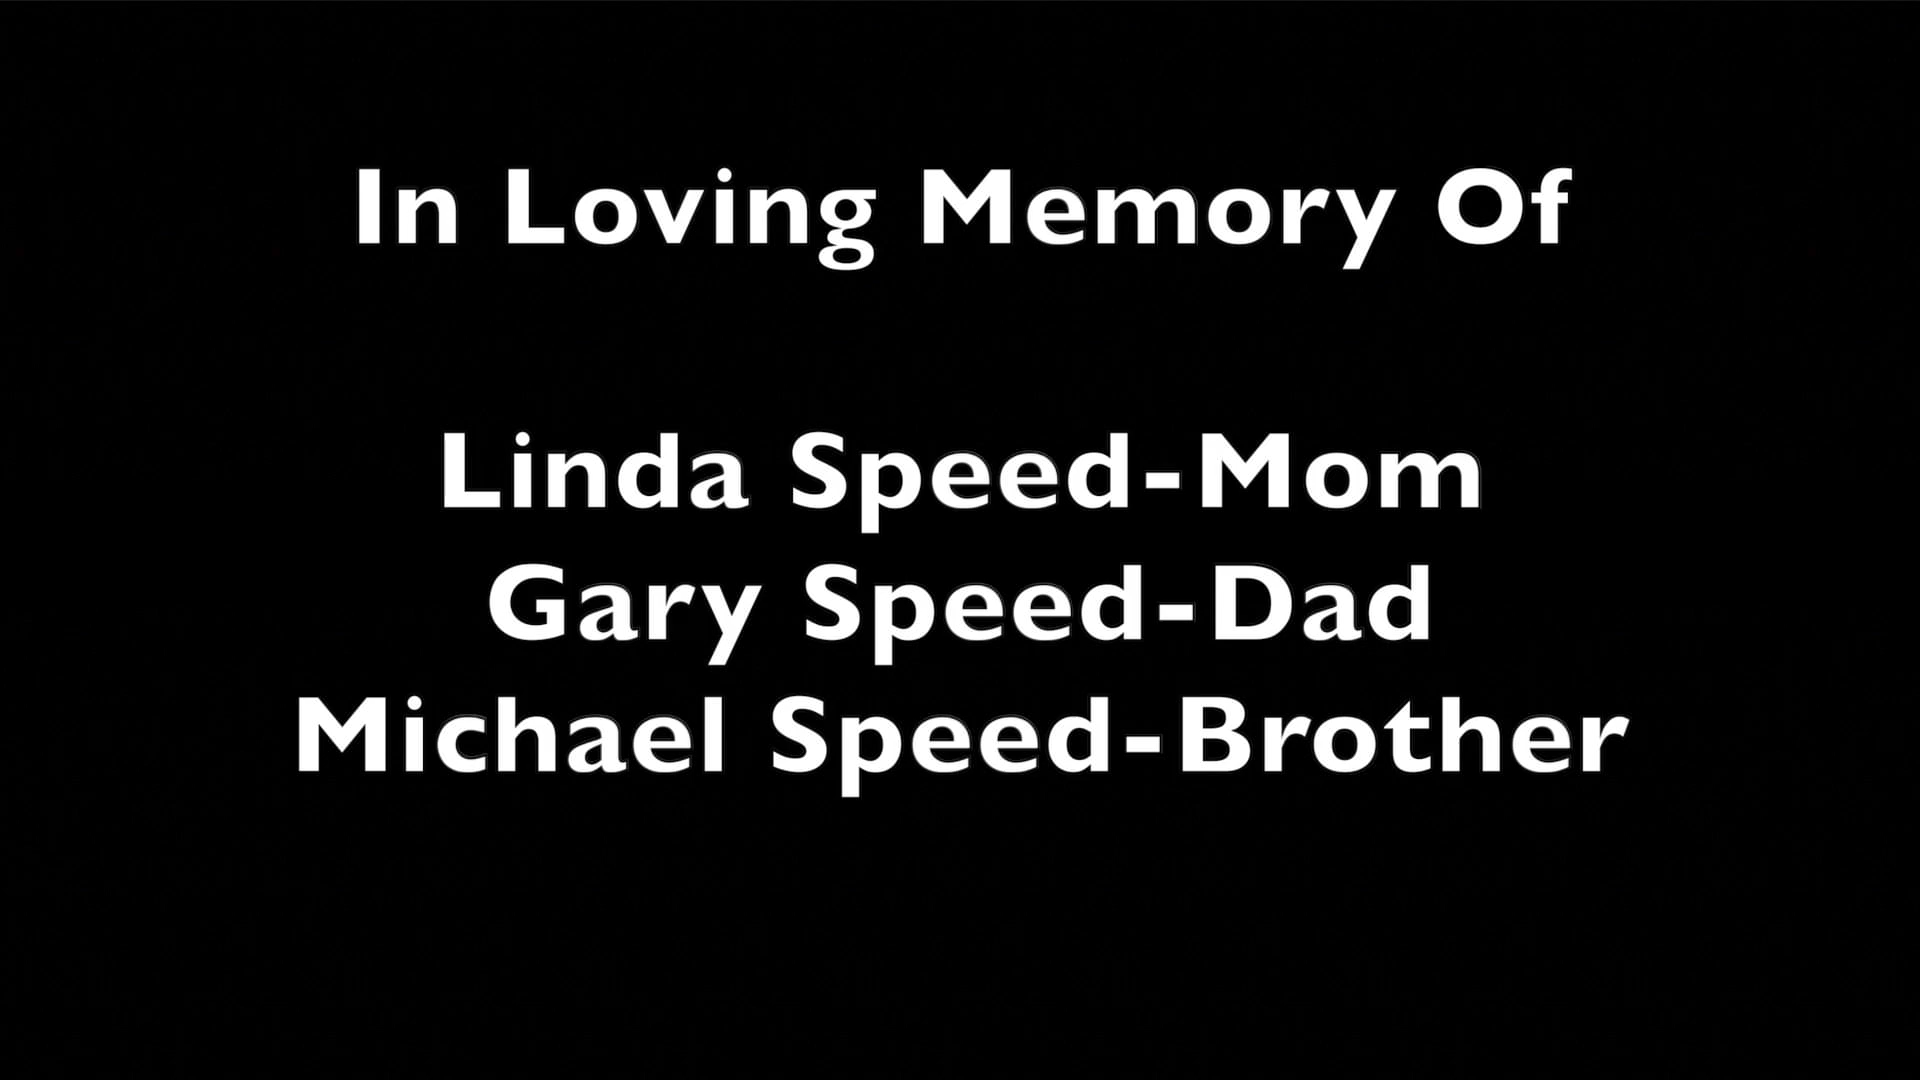 In Loving Memory Of
Linda Speed-Mom
Gary Speed-Dad
Michael Speed-Brother